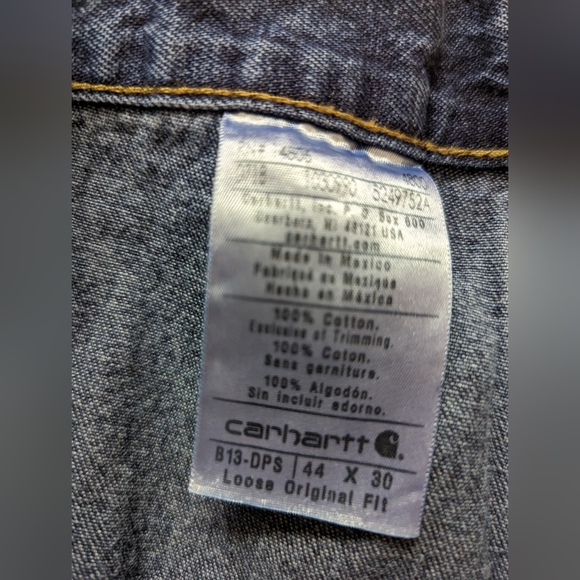 RN# 14806
Carhartt, Inc. P. O. Box 600
Dearborn, MI 48121 USA
carhartt.com
Made in Mexico
Fabriqué au Mexique
Hecho en México
100% Cotton.
Exclusive of Trimming.
100% Coton.
Sans garniture.
100% Algodón.
Sin incluir adorno.
carhartt
B13-DPS 44 X 30
Loose Original Fit